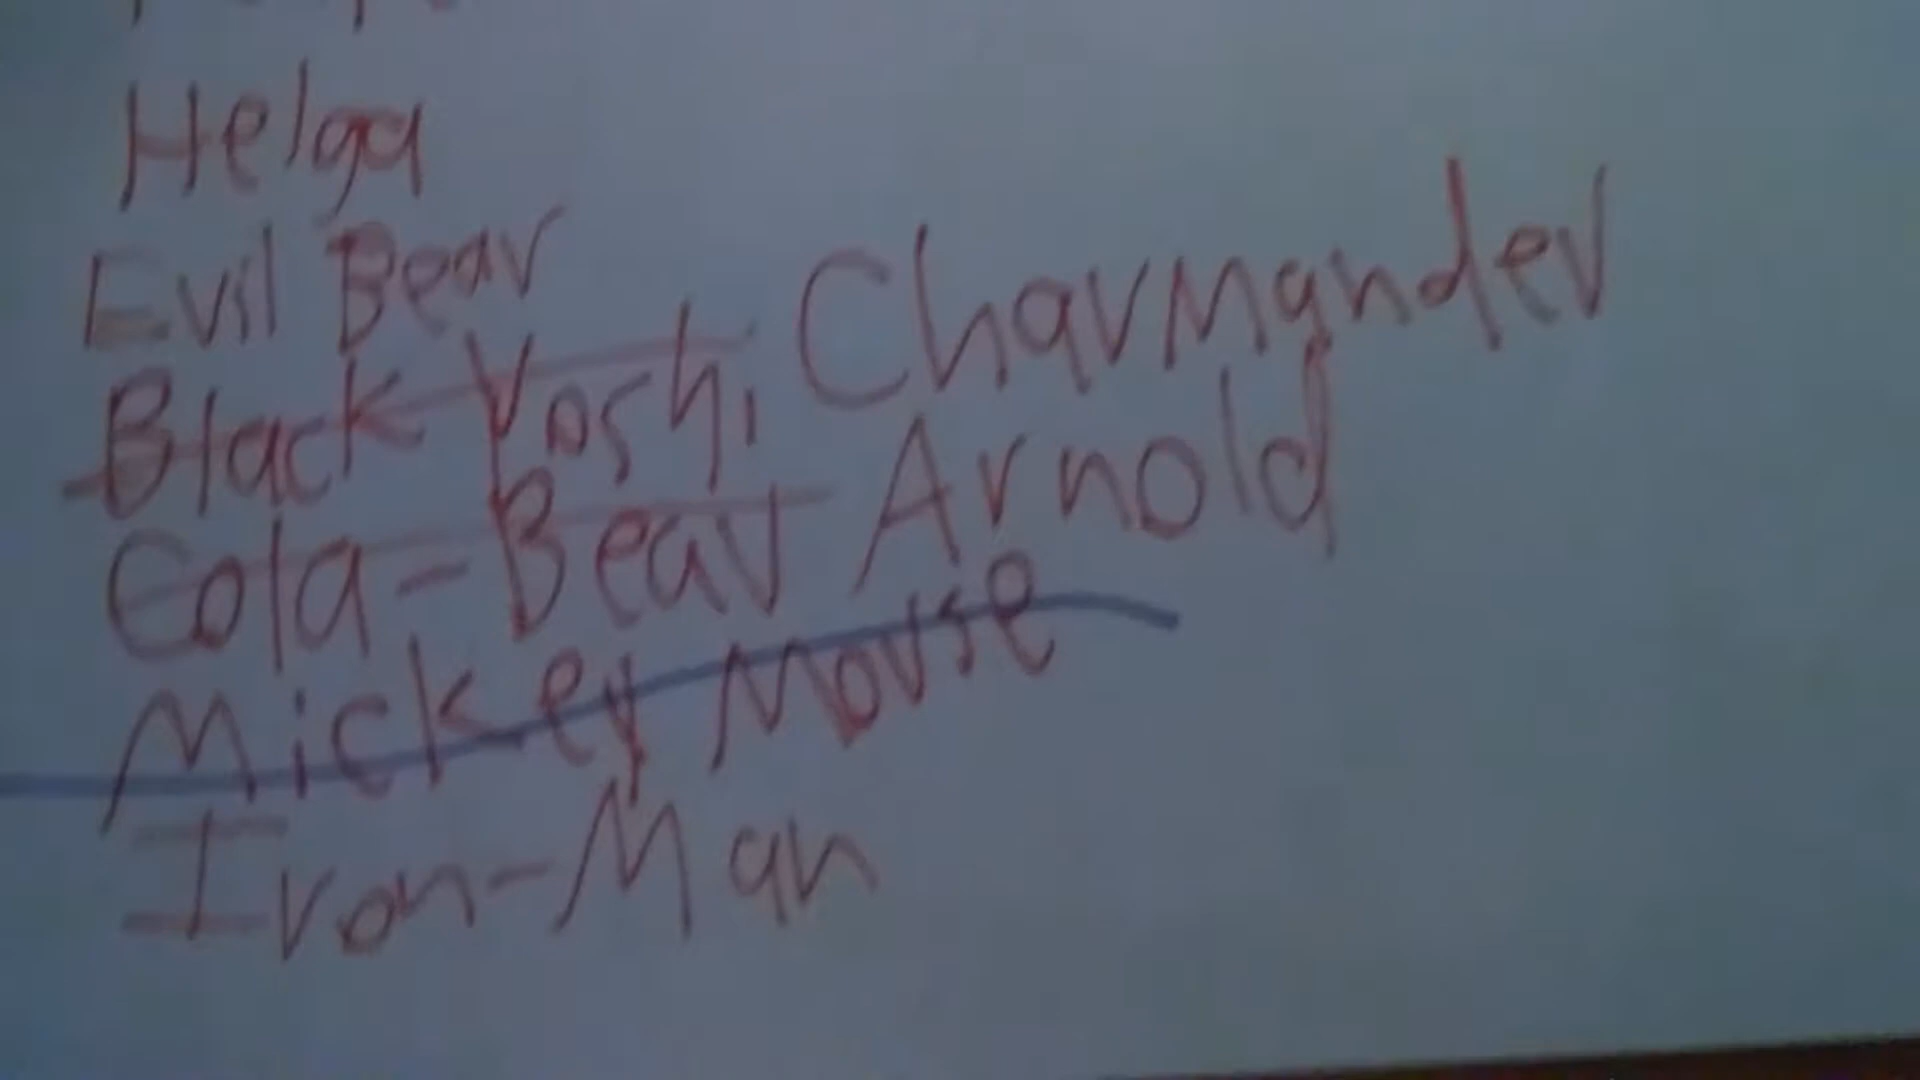 Helga
Evil Bear
Black Yoshi Charmander
Cola-Bear Arnold
Mickey Mouse
Iron-Man